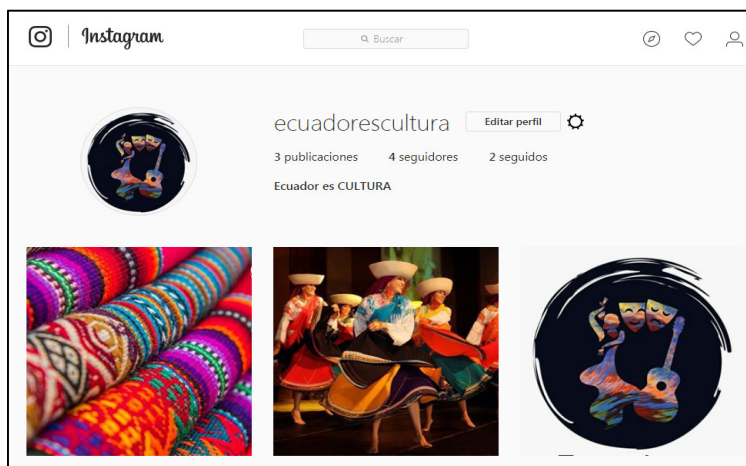 Instagram
Buscar
ecuadorescultura Editar perfil
3 publicaciones 4 seguidores 2 seguidos
Ecuador es CULTURA